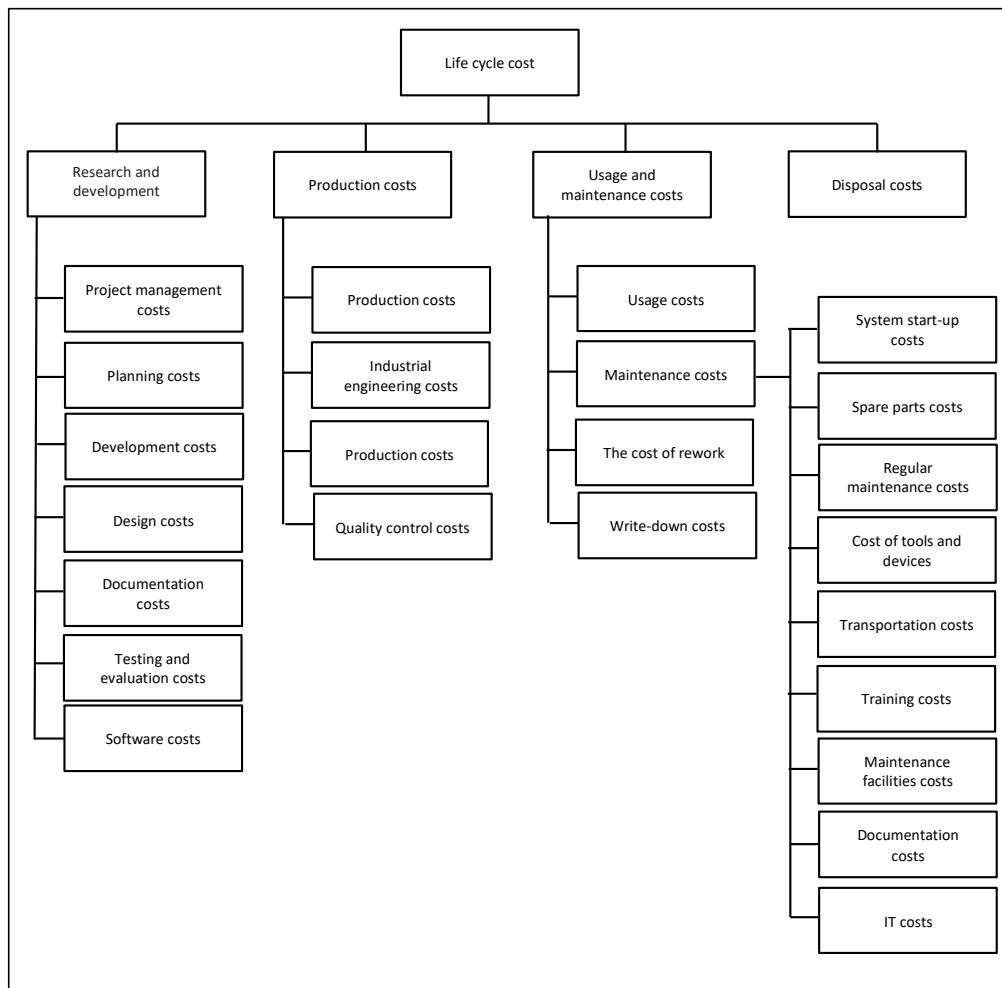 Life cycle cost
Research and
development
Production costs
Usage and
maintenance costs
Disposal costs
Project management
costs
Planning costs
Development costs
Design costs
Documentation
costs
Testing and
evaluation costs
Software costs
Production costs
Industrial
engineering costs
Production costs
Quality control costs
Usage costs
Maintenance costs
The cost of rework
Write-down costs
System start-up
costs
Spare parts costs
Regular
maintenance costs
Cost of tools and
devices
Transportation costs
Training costs
Maintenance
facilities costs
Documentation
costs
IT costs